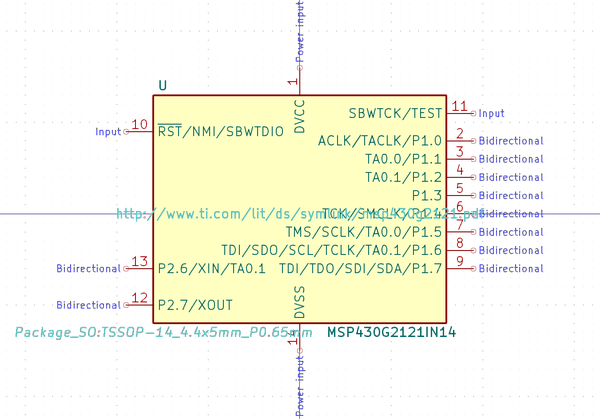 Power input
1
U
DVCC
SBWTCK/TEST 11 Input
Input 10 RST/NMI/SBWTDIO
ACLK/TACLK/P1.0 2 Bidirectional
TA0.0/P1.1 3 Bidirectional
TA0.1/P1.2 4 Bidirectional
P1.3 5 Bidirectional
http://www.ti.com/lit/ds/symlink/msp430g2121.pdf
TCK/SMCLK/P1.4 6 Bidirectional
TMS/SCLK/TA0.0/P1.5 7 Bidirectional
TDI/SDO/SCL/TCLK/TA0.1/P1.6 8 Bidirectional
Bidirectional 13 P2.6/XIN/TA0.1 TDI/TDO/SDI/SDA/P1.7 9 Bidirectional
Bidirectional 12 P2.7/XOUT
DVSS
Package_SO:TSSOP-14_4.4x5mm_P0.65mm MSP430G2121IN14
Power input